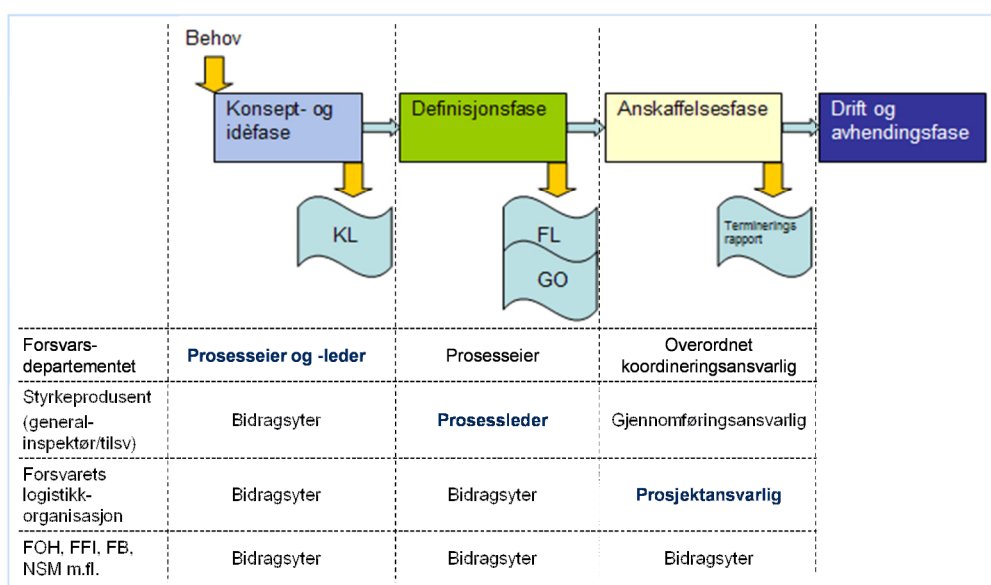 Behov
Konsept- og
idèfase
Definisjonsfase
Anskaffelsesfase
Drift og
avhendingsfase
KL
FL
GO
Terminerings
rapport
Forsvars-
departementet
Prosesseier og -leder
Prosesseier
Overordnet
koordineringsansvarlig
Styrkeprodusent
(general-
inspektør/tilsv)
Bidragsyter
Prosessleder
Gjennomføringsansvarlig
Forsvarets
logistikk-
organisasjon
Bidragsyter
Bidragsyter
Prosjektansvarlig
FOH, FFI, FB,
NSM m.fl.
Bidragsyter
Bidragsyter
Bidragsyter